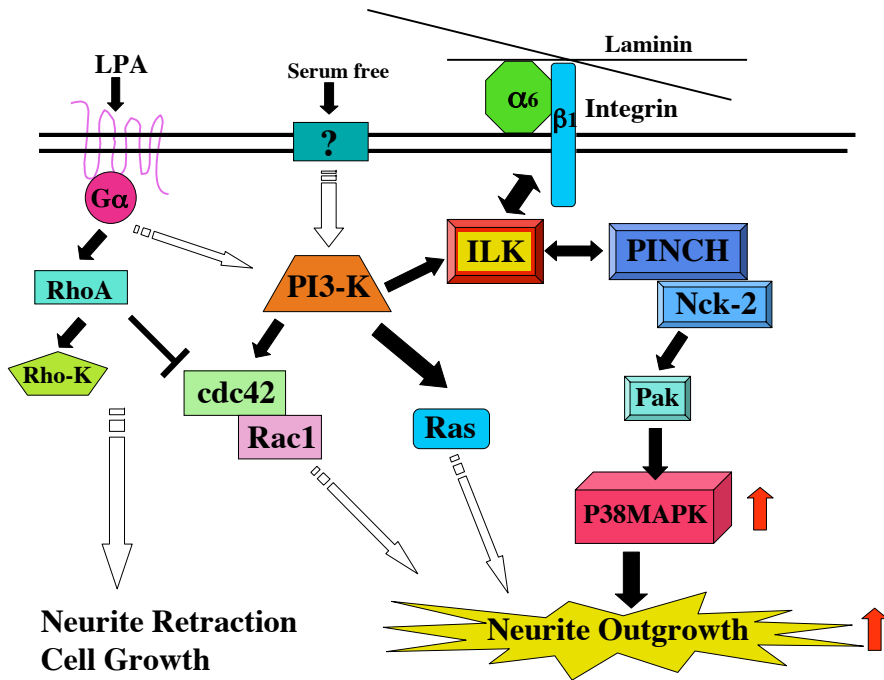 Laminin
LPA
Serum free
α6
β1
Integrin
?
Gα
ILK
PINCH
RhoA
PI3-K
Nck-2
Rho-K
cdc42
Pak
Rac1
Ras
P38MAPK
Neurite Retraction
Cell Growth
Neurite Outgrowth